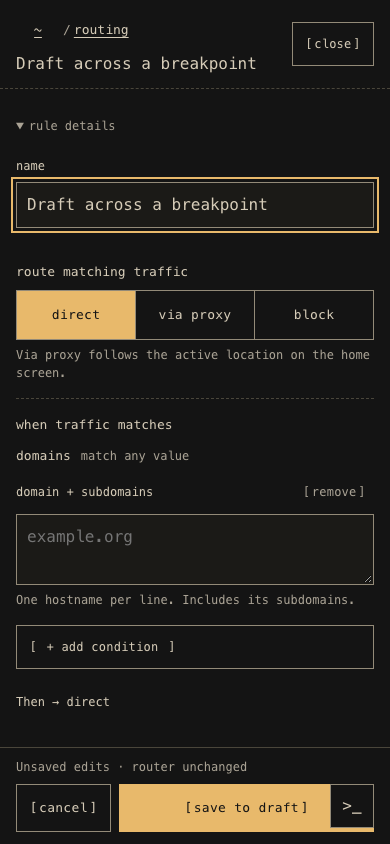 ~ / routing
Draft across a breakpoint
[close]
▼ rule details
name
Draft across a breakpoint
route matching traffic
direct
via proxy
block
Via proxy follows the active location on the home
screen.
when traffic matches
domains match any value
domain + subdomains
[remove]
example.org
One hostname per line. Includes its subdomains.
[ + add condition ]
Then → direct
Unsaved edits · router unchanged
[cancel]
[save to draft]
>_